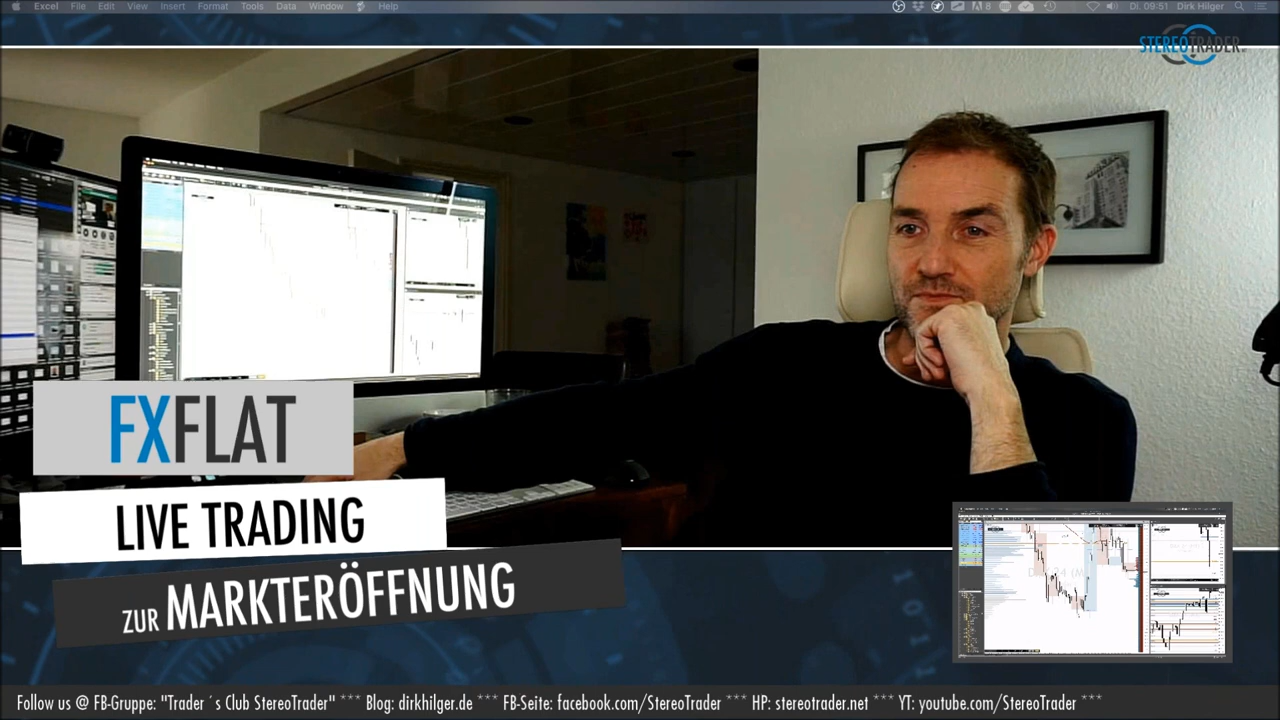 Excel File Edit View Insert Format Tools Data Window Help
8 Di. 09:51 Dirk Hilger
STEREOTRADER
FXFLAT
LIVE TRADING
ZUR MARKTERÖFFNUNG
Follow us @ FB-Gruppe: "Trader´s Club StereoTrader" *** Blog: dirkhilger.de *** FB-Seite: facebook.com/StereoTrader *** HP: stereotrader.net *** YT: youtube.com/StereoTrader ***